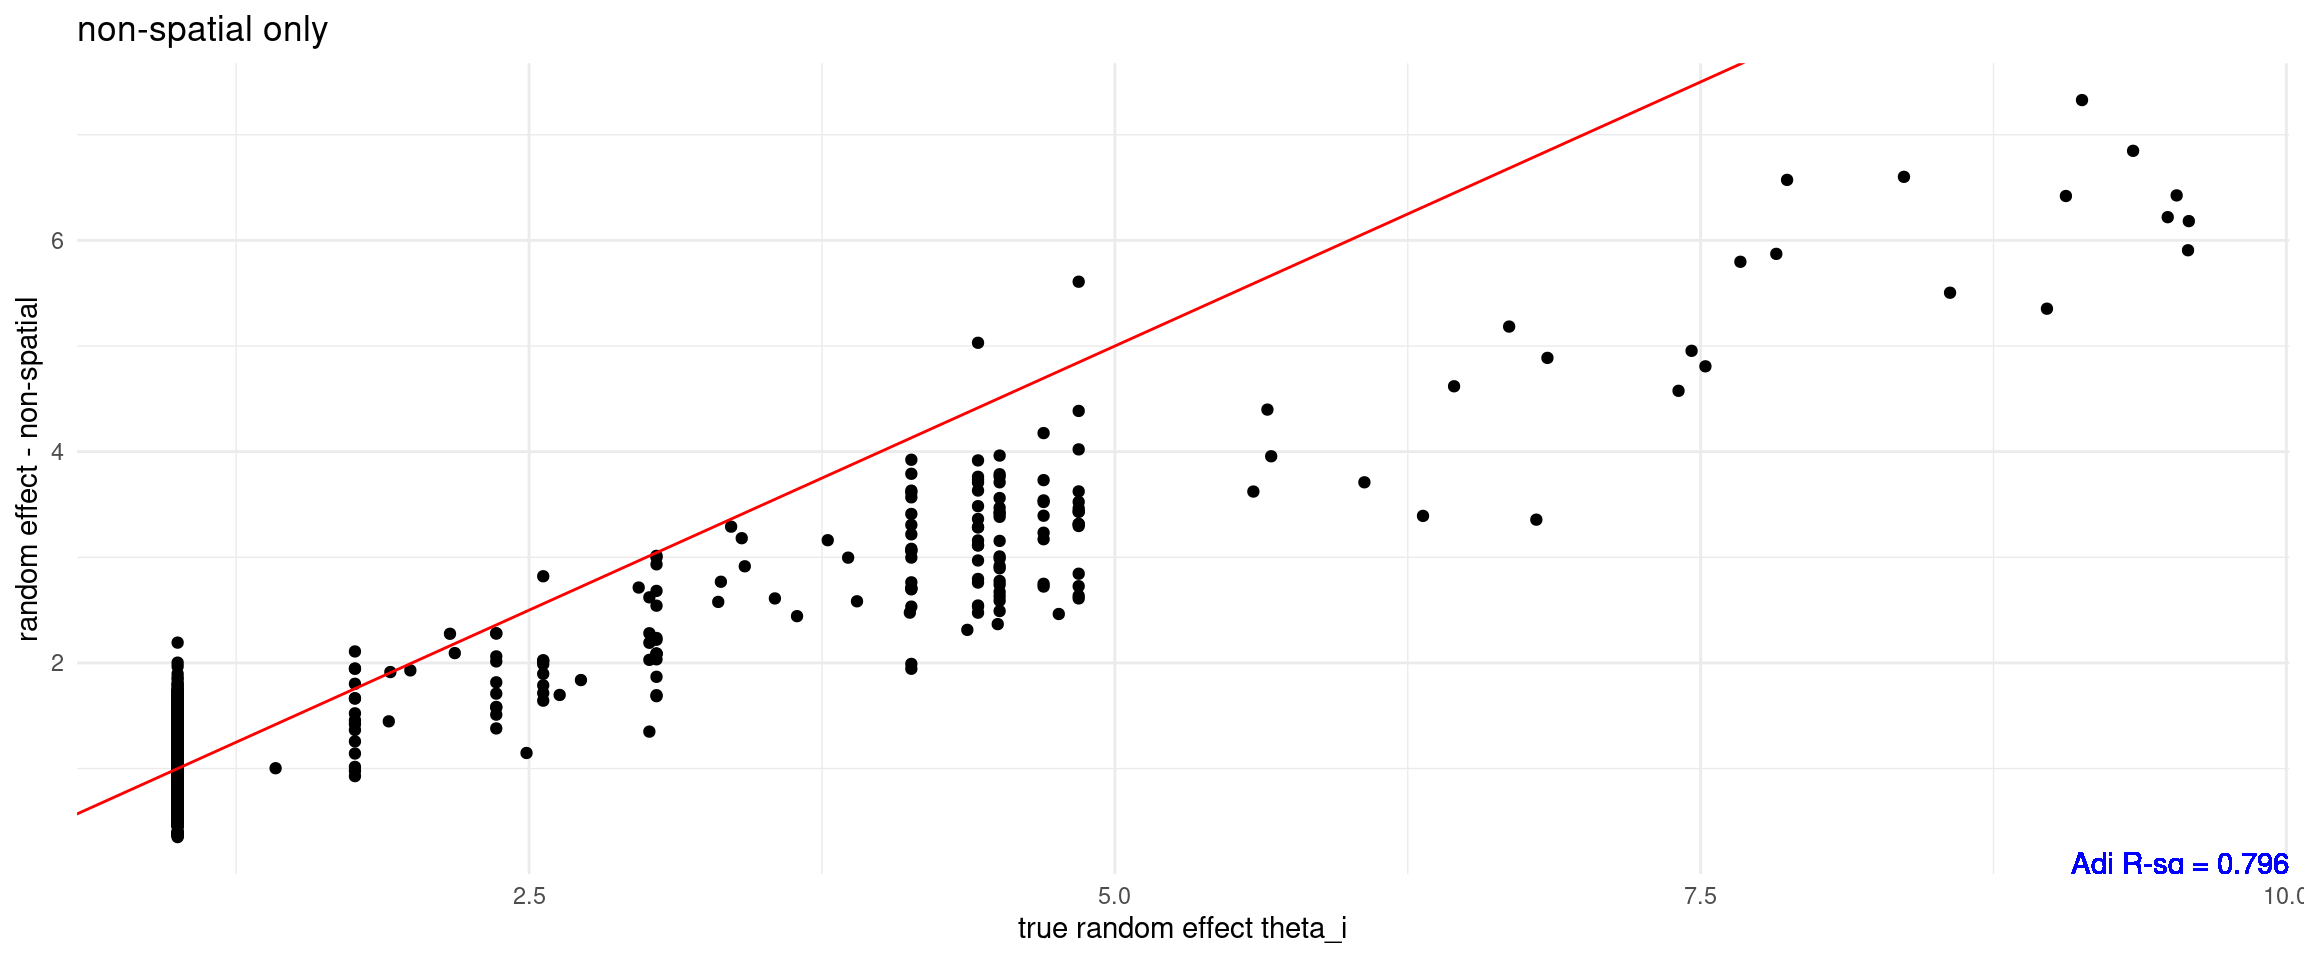 non-spatial only
random effect - non-spatial
6
4
2
Adj R-sq = 0.796
2.5
5.0
7.5
10.0
true random effect theta_i